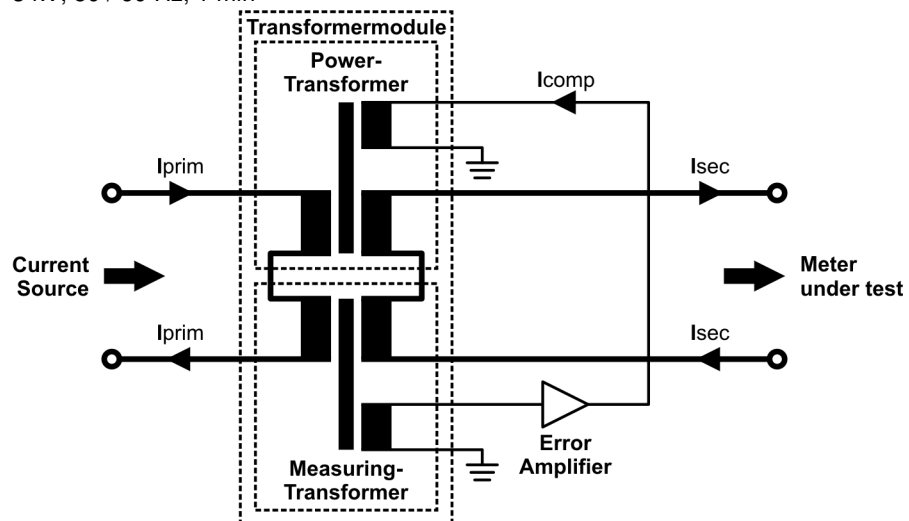 Transformermodule
Power-
Transformer
Icomp
Iprim
Isec
Current
Source
Meter
under test
Iprim
Isec
Error
Amplifier
Measuring-
Transformer